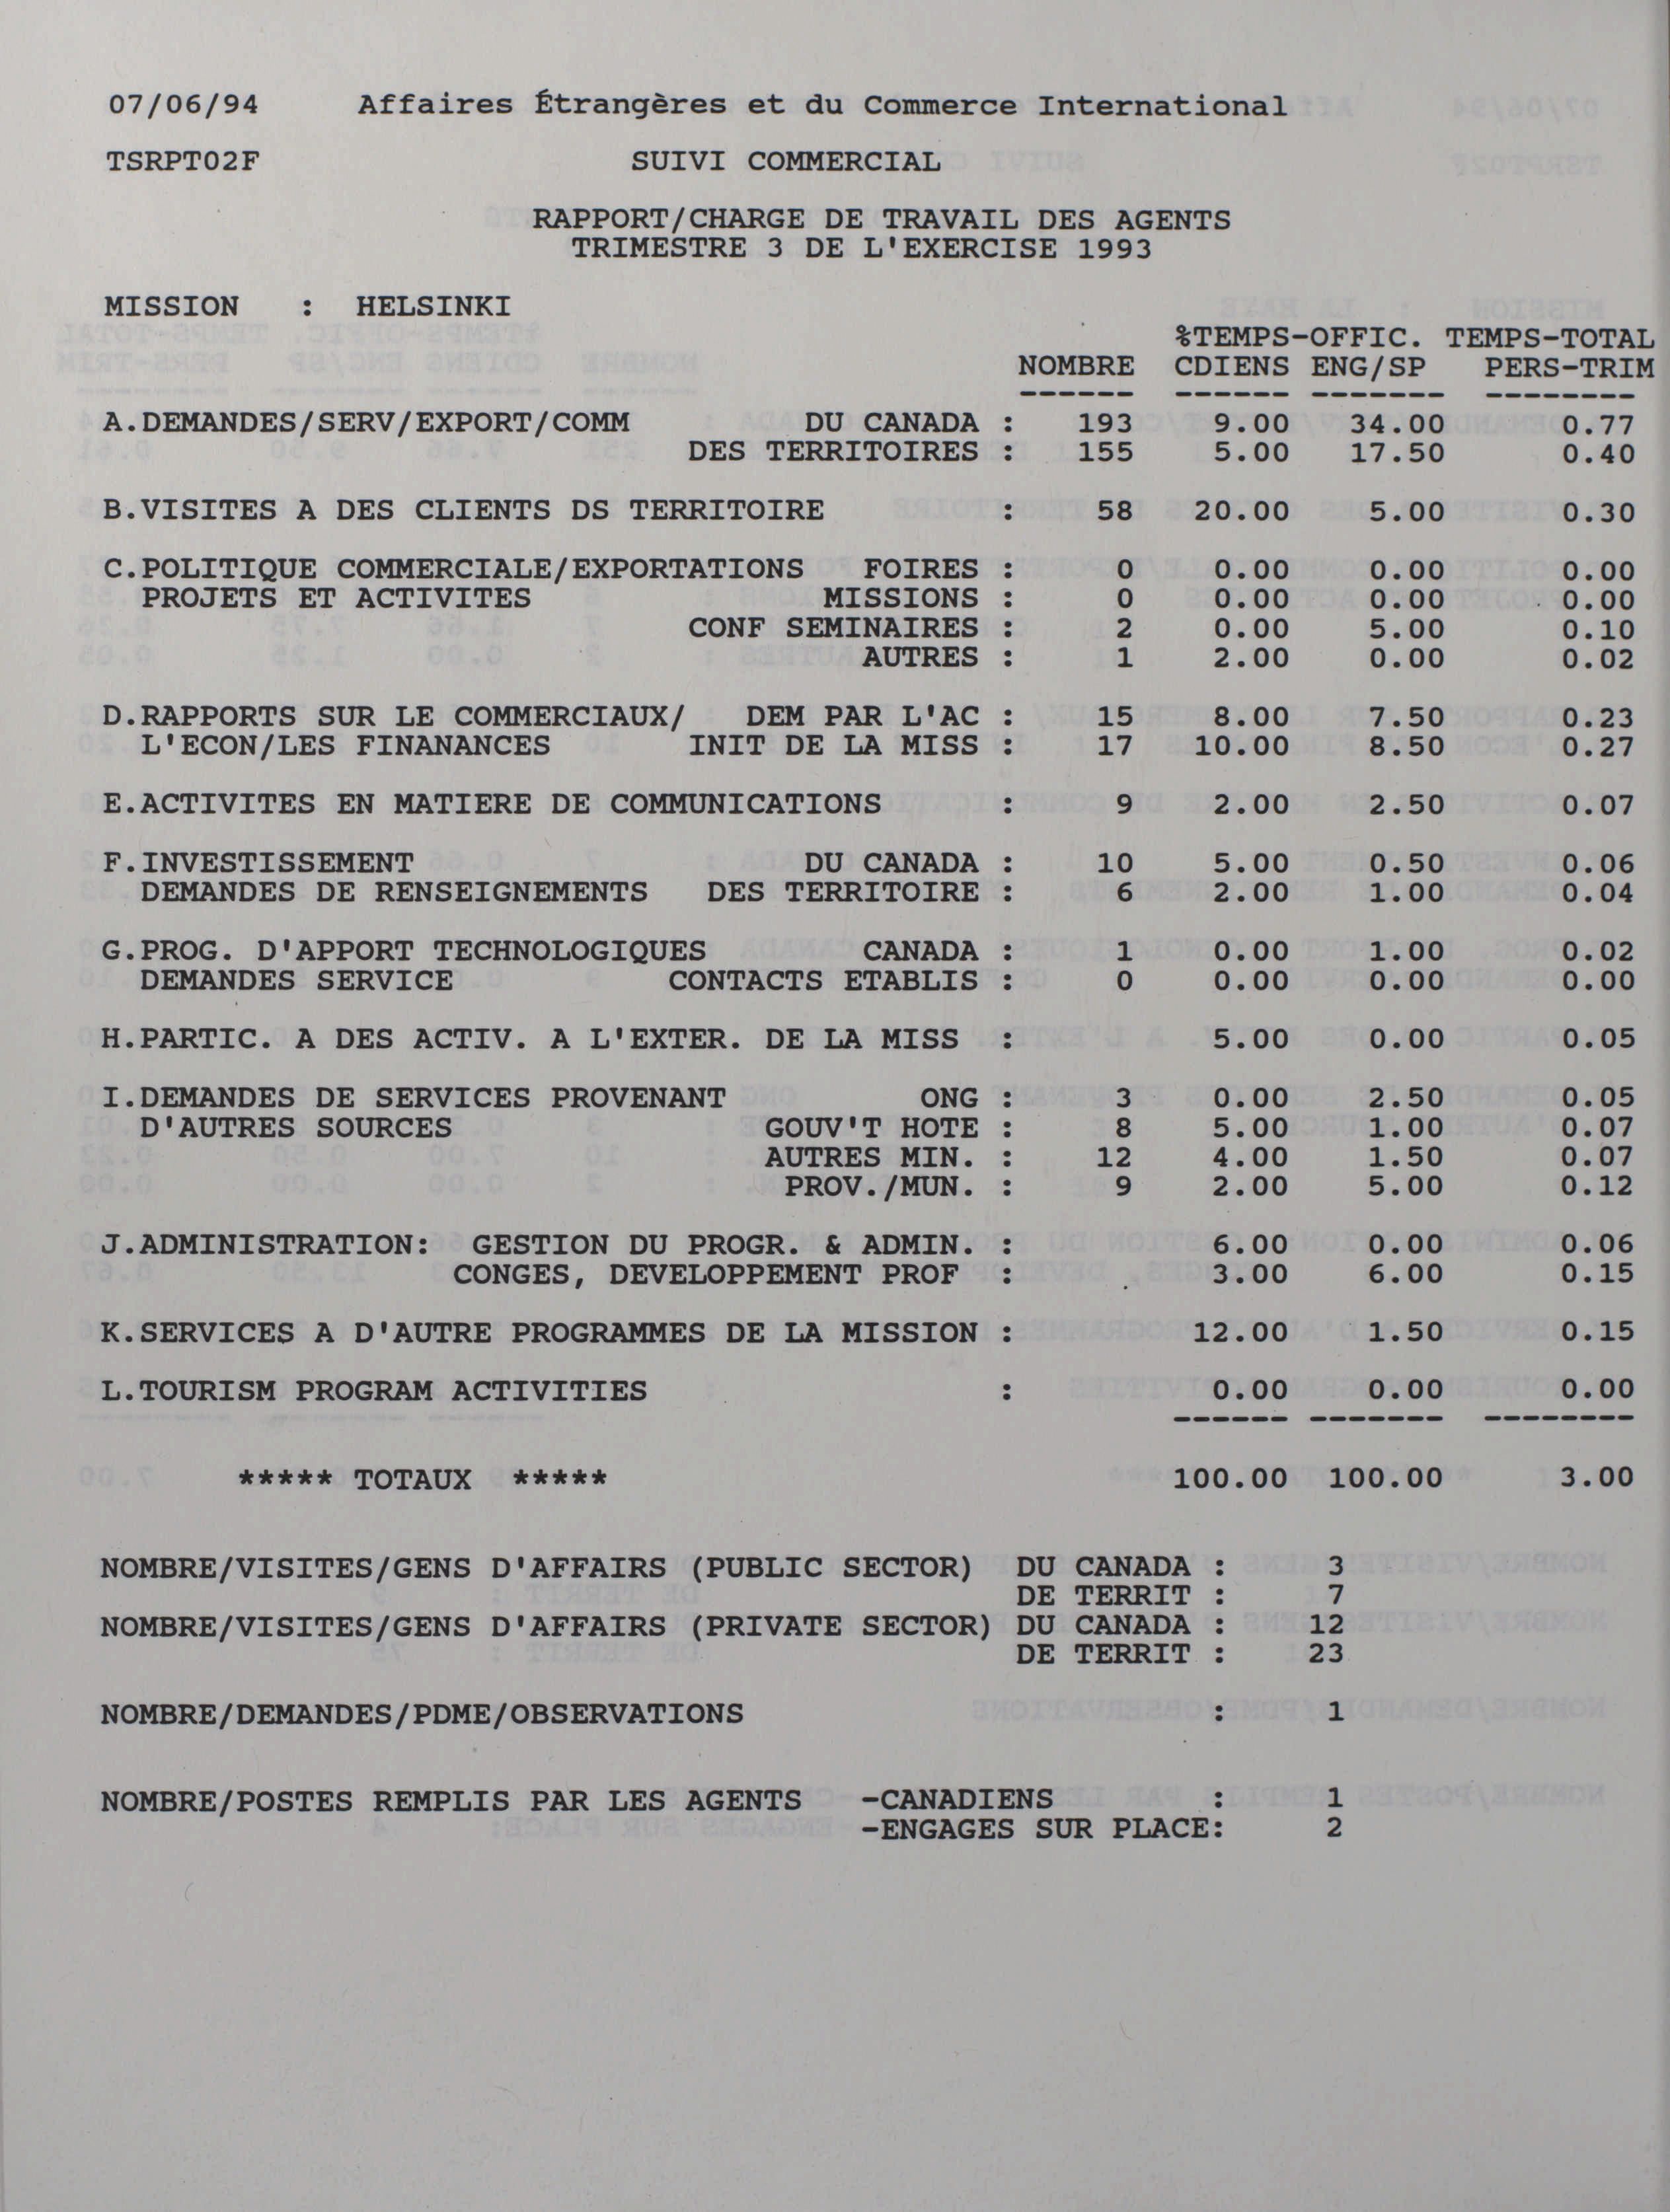 07/06/94 Affaires Étrangères et du Commerce International
TSRPT02F SUIVI COMMERCIAL
RAPPORT/CHARGE DE TRAVAIL DES AGENTS
TRIMESTRE 3 DE L'EXERCISE 1993
MISSION : HELSINKI
%TEMPS-OFFIC. TEMPS-TOTAL
NOMBRE CDIENS ENG/SP PERS-TRIM
------ ------ ------- --------
A.DEMANDES/SERV/EXPORT/COMM DU CANADA : 193 9.00 34.00 0.77
DES TERRITOIRES : 155 5.00 17.50 0.40
B.VISITES A DES CLIENTS DS TERRITOIRE : 58 20.00 5.00 0.30
C.POLITIQUE COMMERCIALE/EXPORTATIONS FOIRES : 0 0.00 0.00 0.00
PROJETS ET ACTIVITES MISSIONS : 0 0.00 0.00 0.00
CONF SEMINAIRES : 2 0.00 5.00 0.10
AUTRES : 1 2.00 0.00 0.02
D.RAPPORTS SUR LE COMMERCIAUX/ DEM PAR L'AC : 15 8.00 7.50 0.23
L'ECON/LES FINANANCES INIT DE LA MISS : 17 10.00 8.50 0.27
E.ACTIVITES EN MATIERE DE COMMUNICATIONS : 9 2.00 2.50 0.07
F.INVESTISSEMENT DU CANADA : 10 5.00 0.50 0.06
DEMANDES DE RENSEIGNEMENTS DES TERRITOIRE : 6 2.00 1.00 0.04
G.PROG. D'APPORT TECHNOLOGIQUES CANADA : 1 0.00 1.00 0.02
DEMANDES SERVICE CONTACTS ETABLIS : 0 0.00 0.00 0.00
H.PARTIC. A DES ACTIV. A L'EXTER. DE LA MISS : 5.00 0.00 0.05
I.DEMANDES DE SERVICES PROVENANT ONG : 3 0.00 2.50 0.05
D'AUTRES SOURCES GOUV'T HOTE : 8 5.00 1.00 0.07
AUTRES MIN. : 12 4.00 1.50 0.07
PROV./MUN. : 9 2.00 5.00 0.12
J.ADMINISTRATION: GESTION DU PROGR. & ADMIN. : 6.00 0.00 0.06
CONGES, DEVELOPPEMENT PROF : 3.00 6.00 0.15
K.SERVICES A D'AUTRE PROGRAMMES DE LA MISSION : 12.00 1.50 0.15
L.TOURISM PROGRAM ACTIVITIES : 0.00 0.00 0.00
------ ------- --------
***** TOTAUX ***** 100.00 100.00 3.00
NOMBRE/VISITES/GENS D'AFFAIRS (PUBLIC SECTOR) DU CANADA : 3
DE TERRIT : 7
NOMBRE/VISITES/GENS D'AFFAIRS (PRIVATE SECTOR) DU CANADA : 12
DE TERRIT : 23
NOMBRE/DEMANDES/PDME/OBSERVATIONS : 1
NOMBRE/POSTES REMPLIS PAR LES AGENTS -CANADIENS : 1
-ENGAGES SUR PLACE: 2